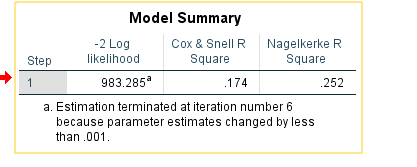 Model Summary
Step -2 Log likelihood Cox & Snell R Square Nagelkerke R Square
1 983.285a .174 .252
a. Estimation terminated at iteration number 6
because parameter estimates changed by less
than .001.